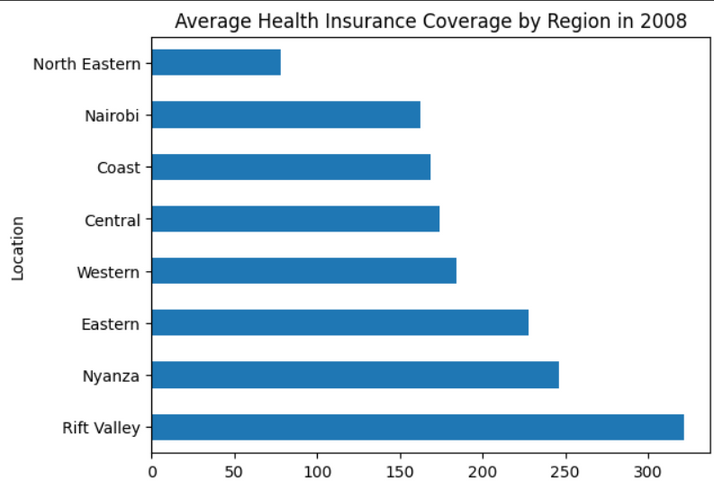 Average Health Insurance Coverage by Region in 2008
North Eastern
Nairobi
Coast
Central
Western
Eastern
Nyanza
Rift Valley
Location
0 50 100 150 200 250 300